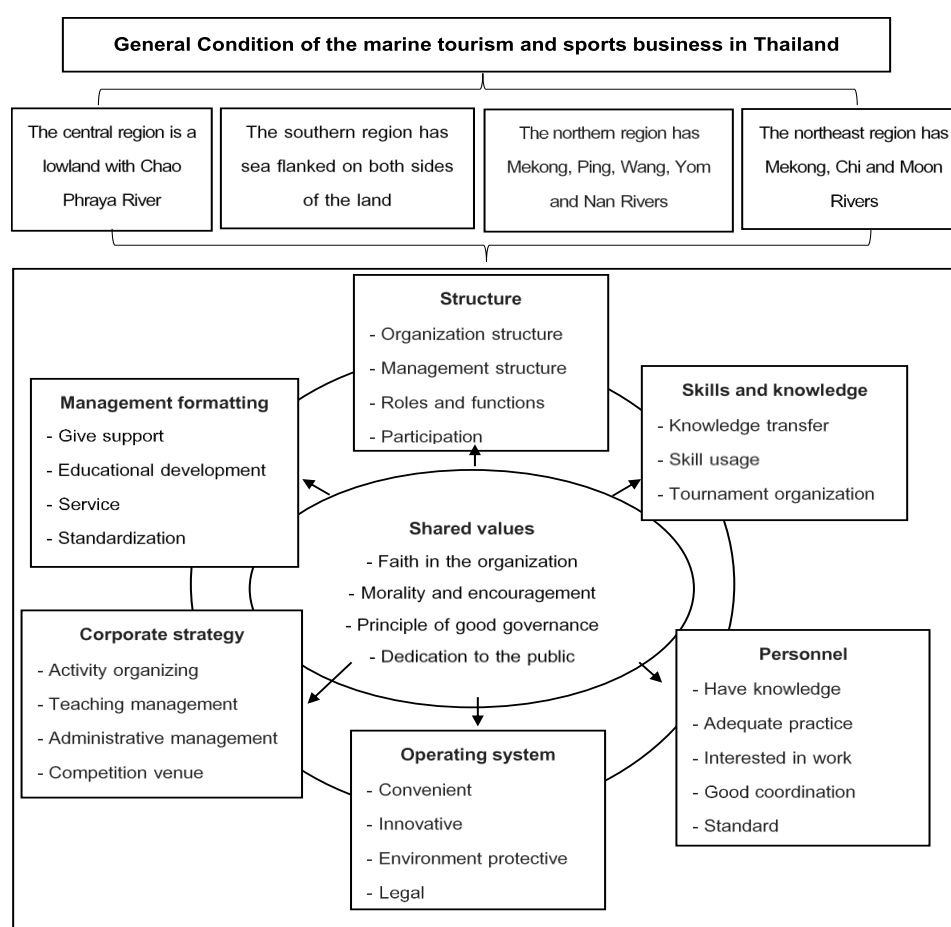 General Condition of the marine tourism and sports business in Thailand
The central region is a
lowland with Chao
Phraya River
The southern region has
sea flanked on both sides
of the land
The northern region has
Mekong, Ping, Wang, Yom
and Nan Rivers
The northeast region has
Mekong, Chi and Moon
Rivers
Structure
- Organization structure
- Management structure
- Roles and functions
- Participation
Management formatting
- Give support
- Educational development
- Service
- Standardization
Skills and knowledge
- Knowledge transfer
- Skill usage
- Tournament organization
Shared values
- Faith in the organization
- Morality and encouragement
- Principle of good governance
- Dedication to the public
Corporate strategy
- Activity organizing
- Teaching management
- Administrative management
- Competition venue
Personnel
- Have knowledge
- Adequate practice
- Interested in work
- Good coordination
- Standard
Operating system
- Convenient
- Innovative
- Environment protective
- Legal